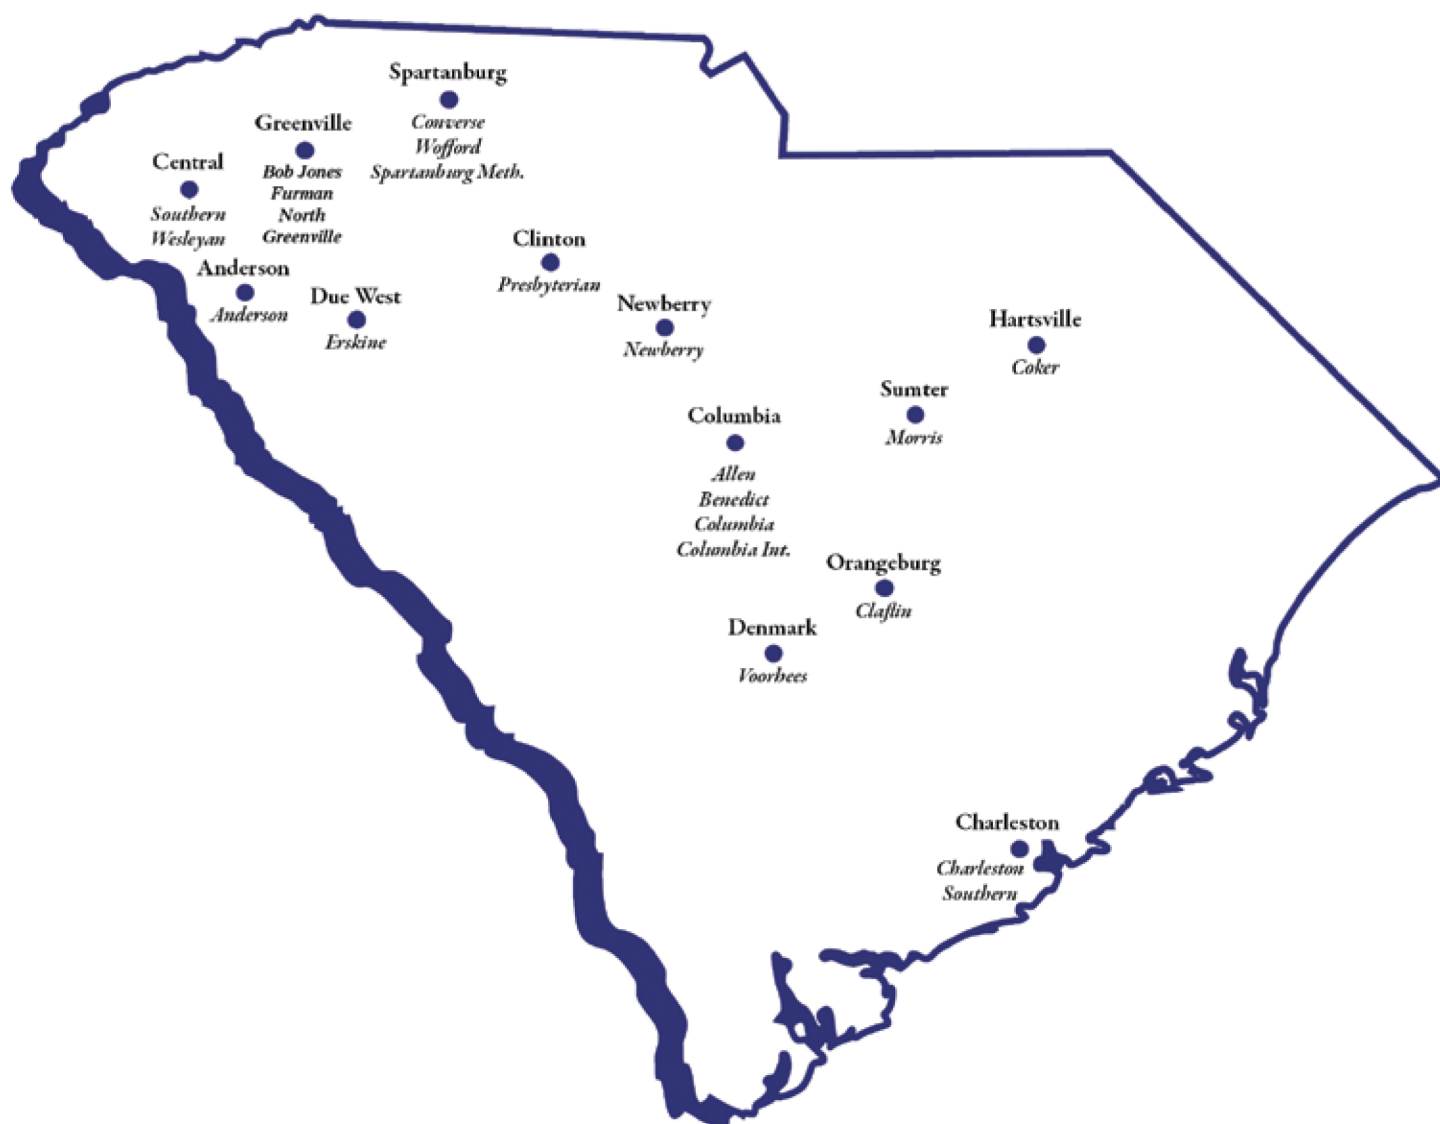 Spartanburg
Converse
Wofford
Spartanburg Meth.
Greenville
Bob Jones
Furman
North
Greenville
Central
Southern
Wesleyan
Anderson
Anderson
Due West
Erskine
Clinton
Presbyterian
Newberry
Newberry
Hartsville
Coker
Sumter
Morris
Columbia
Allen
Benedict
Columbia
Columbia Int.
Orangeburg
Claflin
Denmark
Voorhees
Charleston
Charleston
Southern